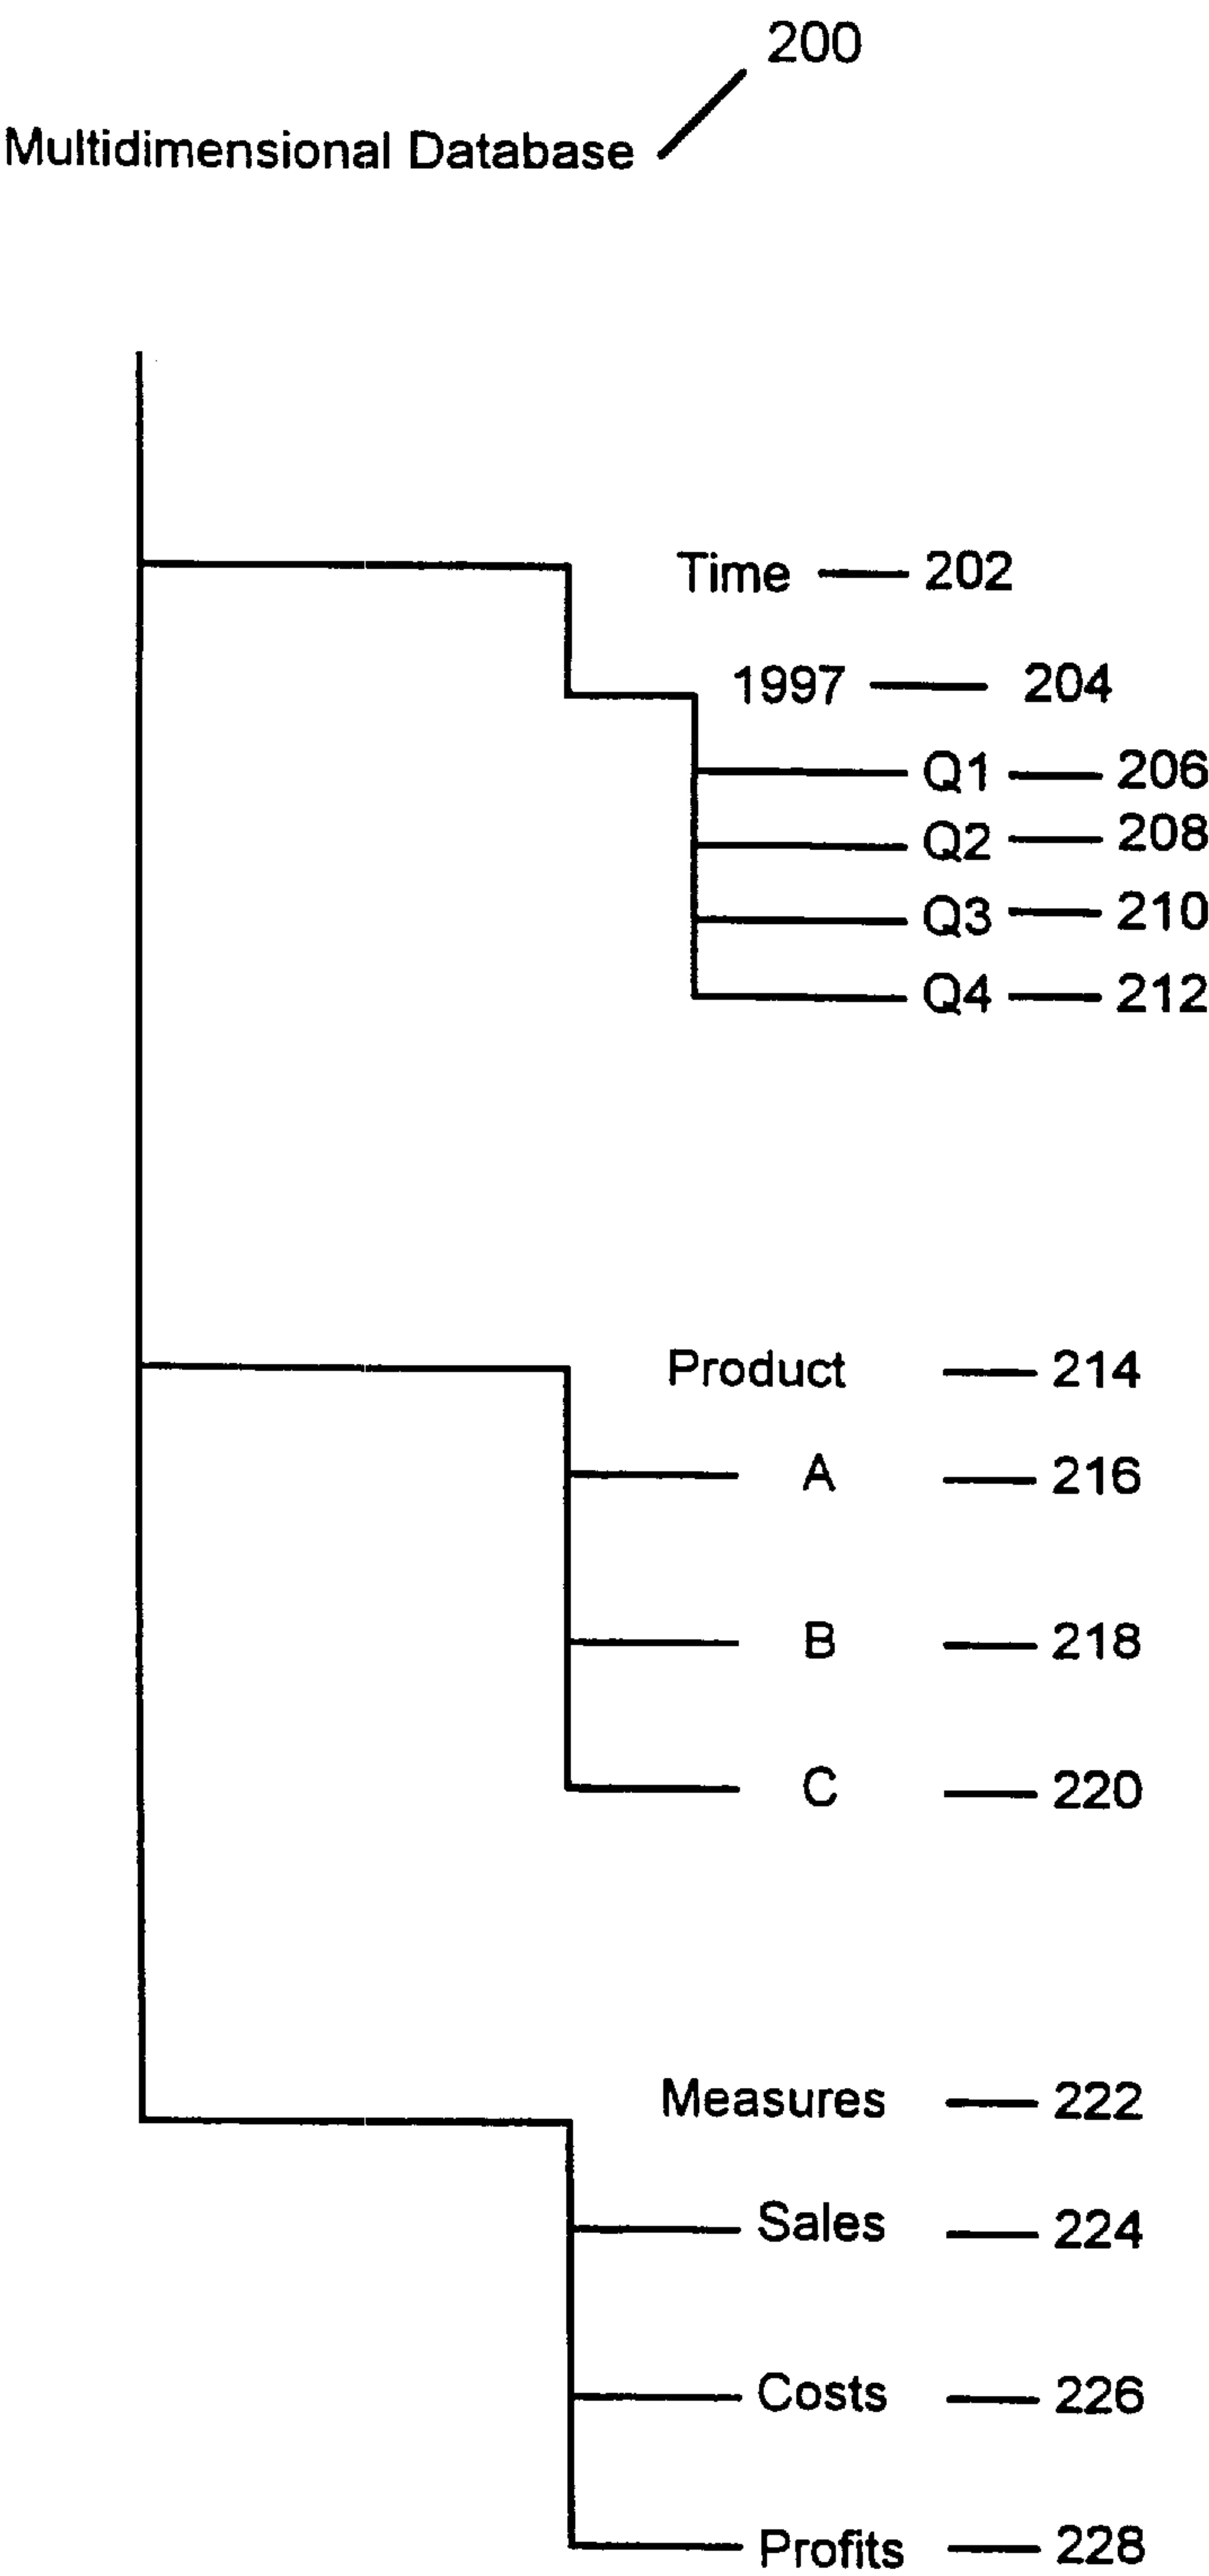 200
Multidimensional Database
Time 202
1997 204
Q1 206
Q2 208
Q3 210
Q4 212
Product 214
A 216
B 218
C 220
Measures 222
Sales 224
Costs 226
Profits 228